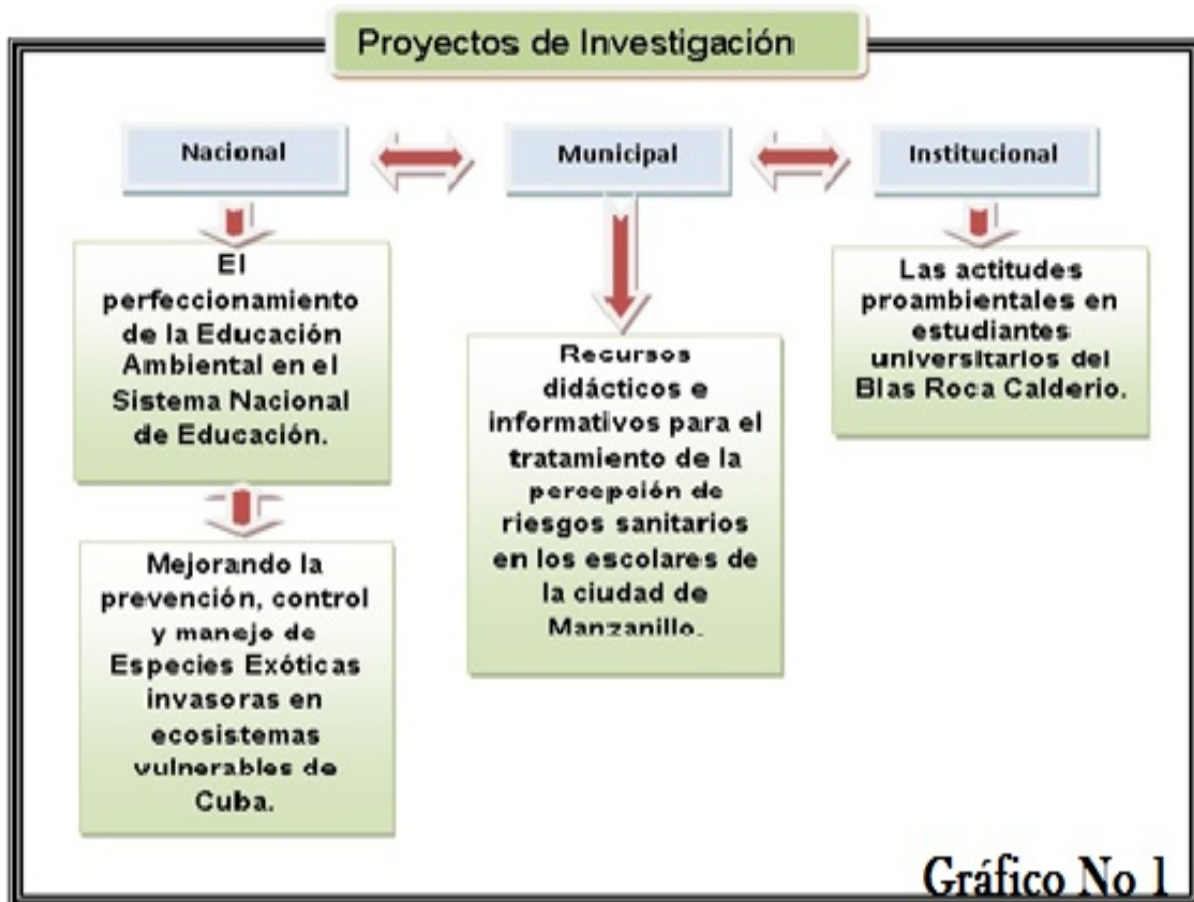 Proyectos de Investigación
Nacional
Municipal
Institucional
El
perfeccionamiento
de la Educación
Ambiental en el
Sistema Nacional
de Educación.
Mejorando la
prevención, control
y manejo de
Especies Exóticas
invasoras en
ecosistemas
vulnerables de
Cuba.
Recursos
didácticos e
informativos para el
tratamiento de la
percepción de
riesgos sanitarios
en los escolares de
la ciudad de
Manzanillo.
Las actitudes
proambientales en
estudiantes
universitarios del
Blas Roca Calderio.
Gráfico No 1